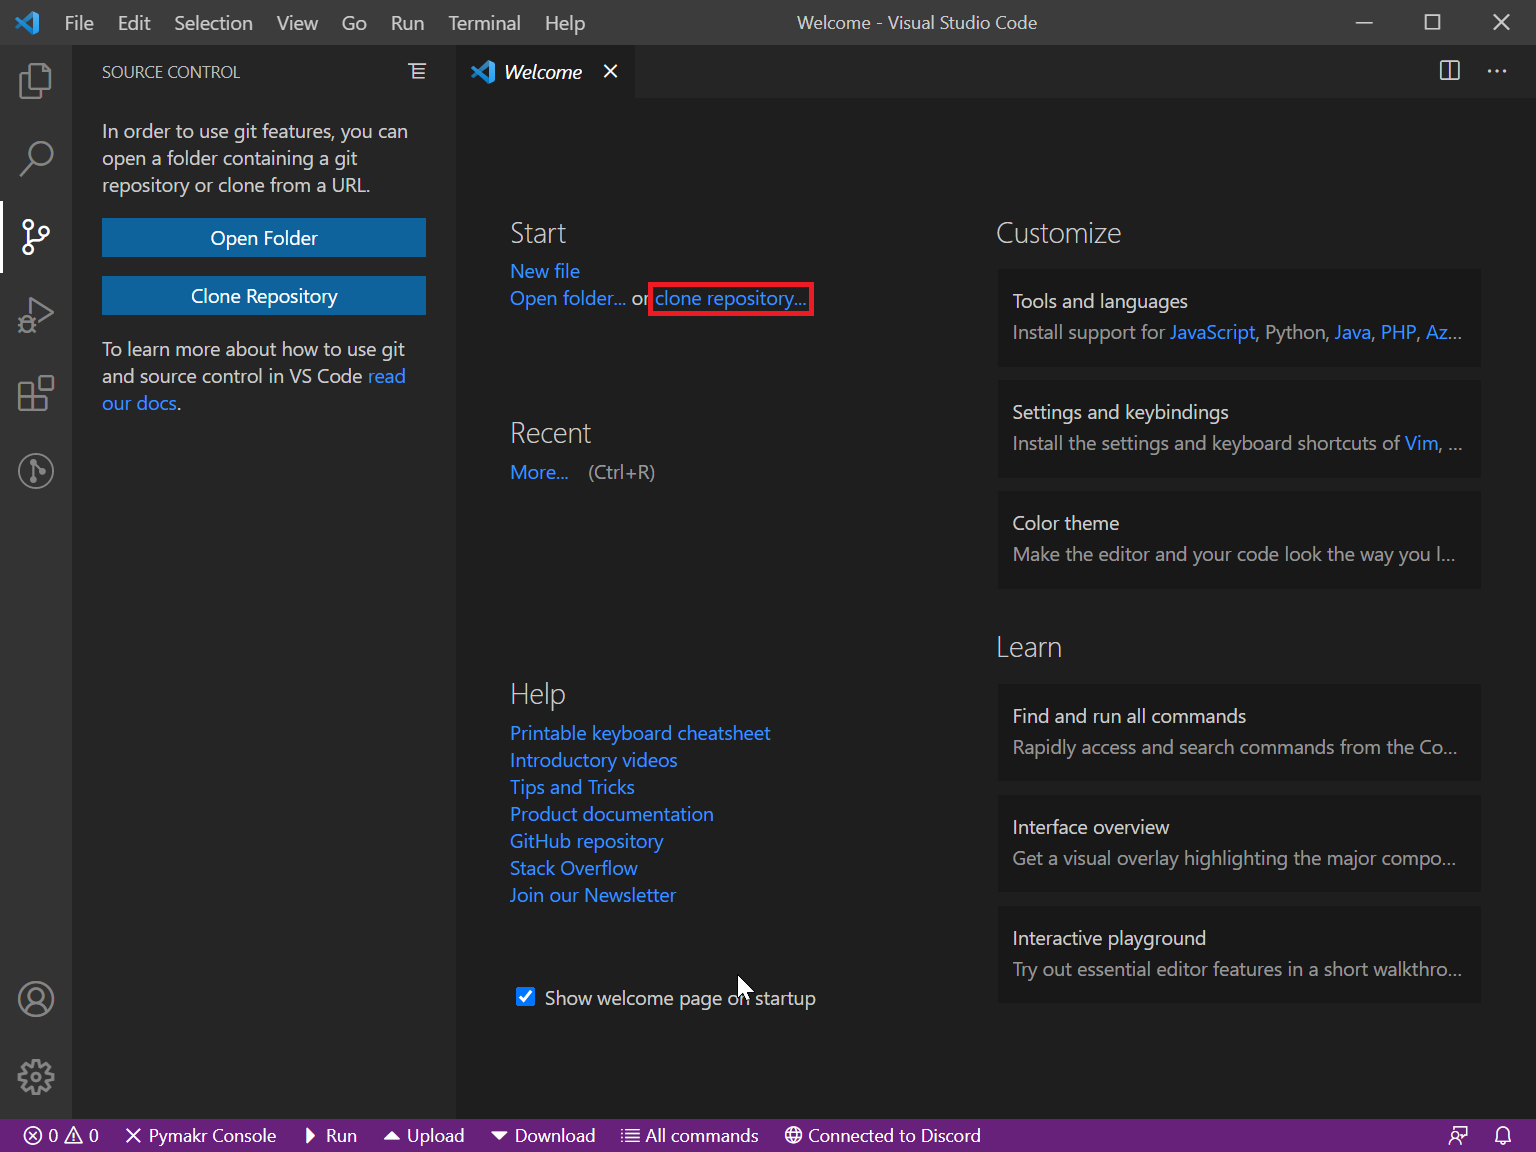 File Edit Selection View Go Run Terminal Help Welcome - Visual Studio Code
SOURCE CONTROL
In order to use git features, you can
open a folder containing a git
repository or clone from a URL.
Open Folder
Clone Repository
To learn more about how to use git
and source control in VS Code read
our docs.
Welcome
Start
New file
Open folder... or clone repository...
Recent
More... (Ctrl+R)
Help
Printable keyboard cheatsheet
Introductory videos
Tips and Tricks
Product documentation
GitHub repository
Stack Overflow
Join our Newsletter
Show welcome page on startup
Customize
Tools and languages
Install support for JavaScript, Python, Java, PHP, Az...
Settings and keybindings
Install the settings and keyboard shortcuts of Vim, ...
Color theme
Make the editor and your code look the way you l...
Learn
Find and run all commands
Rapidly access and search commands from the Co...
Interface overview
Get a visual overlay highlighting the major compo...
Interactive playground
Try out essential editor features in a short walkthro...
0 0 Pymakr Console Run Upload Download All commands Connected to Discord